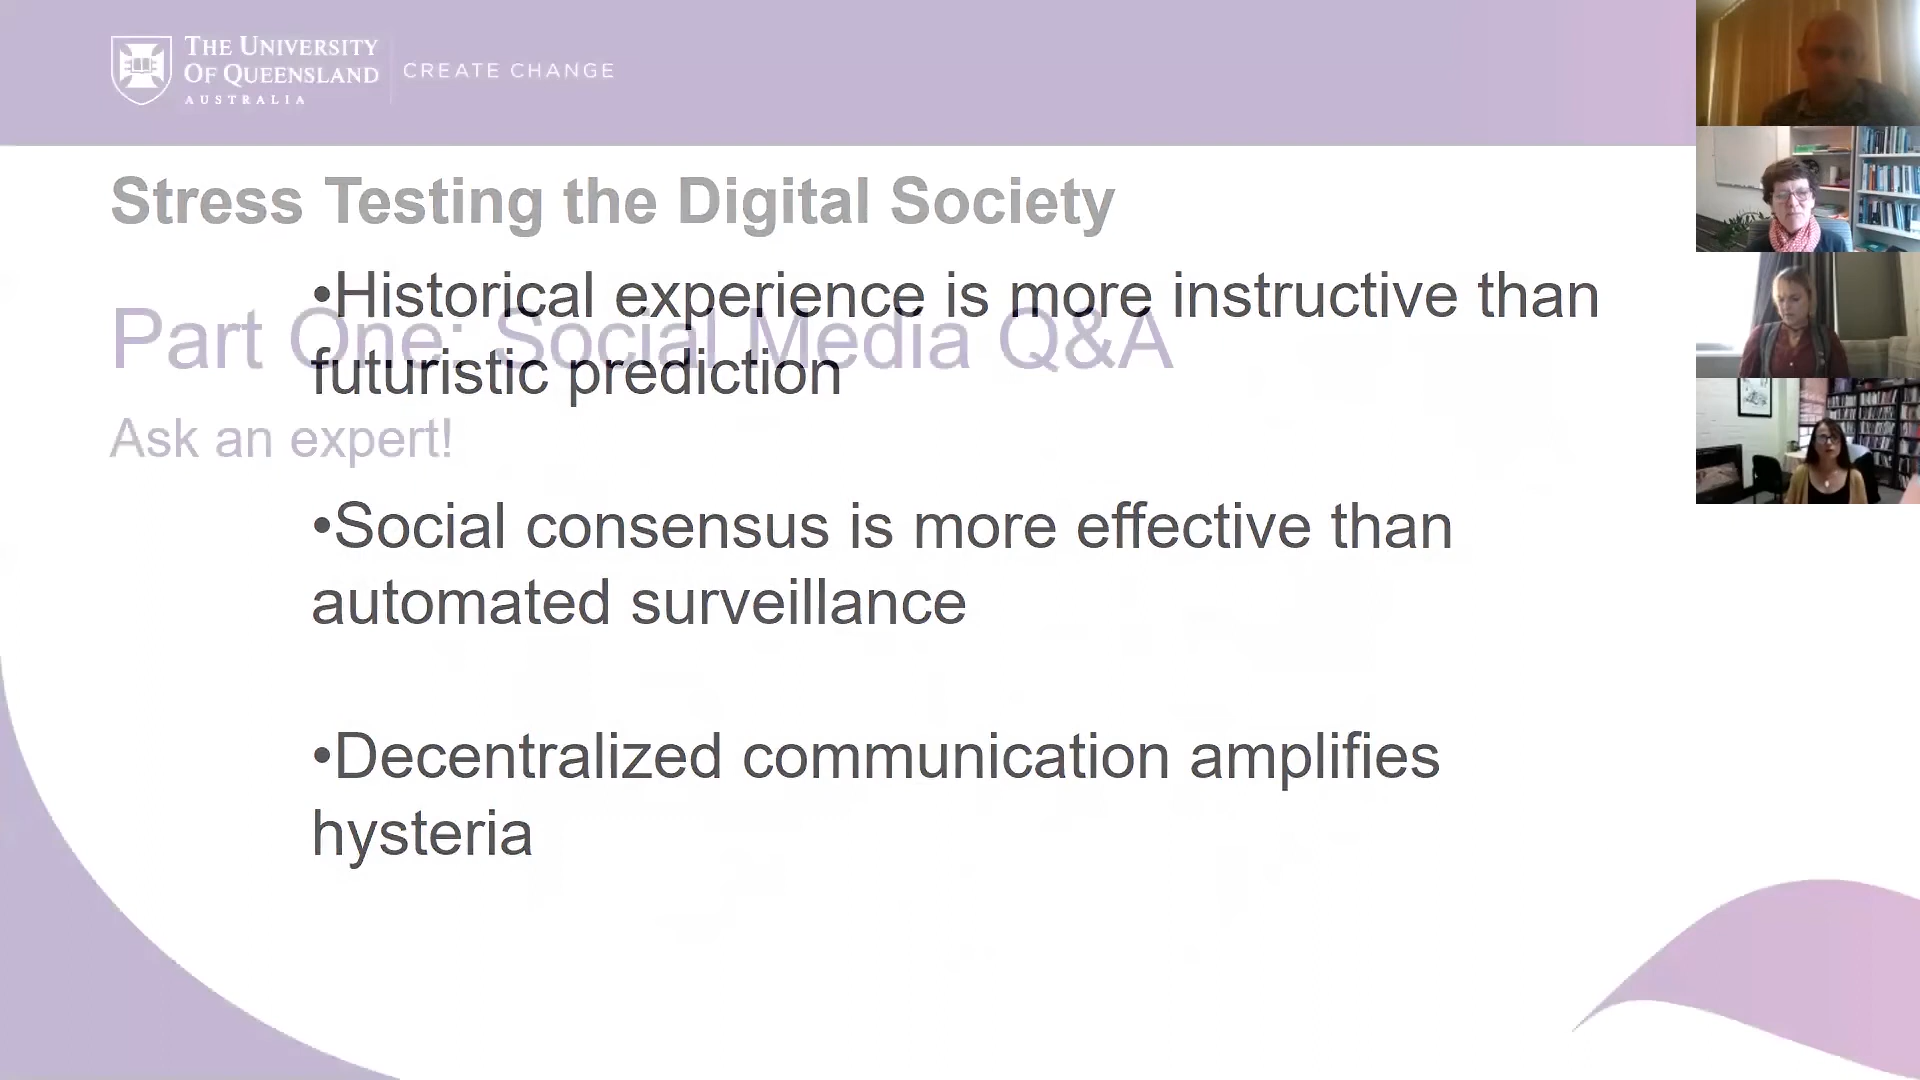 THE UNIVERSITY
OF QUEENSLAND
AUSTRALIA
CREATE CHANGE
Stress Testing the Digital Society
•Historical experience is more instructive than
futuristic prediction
Part One: Social Media Q&A
Ask an expert!
•Social consensus is more effective than
automated surveillance
•Decentralized communication amplifies
hysteria